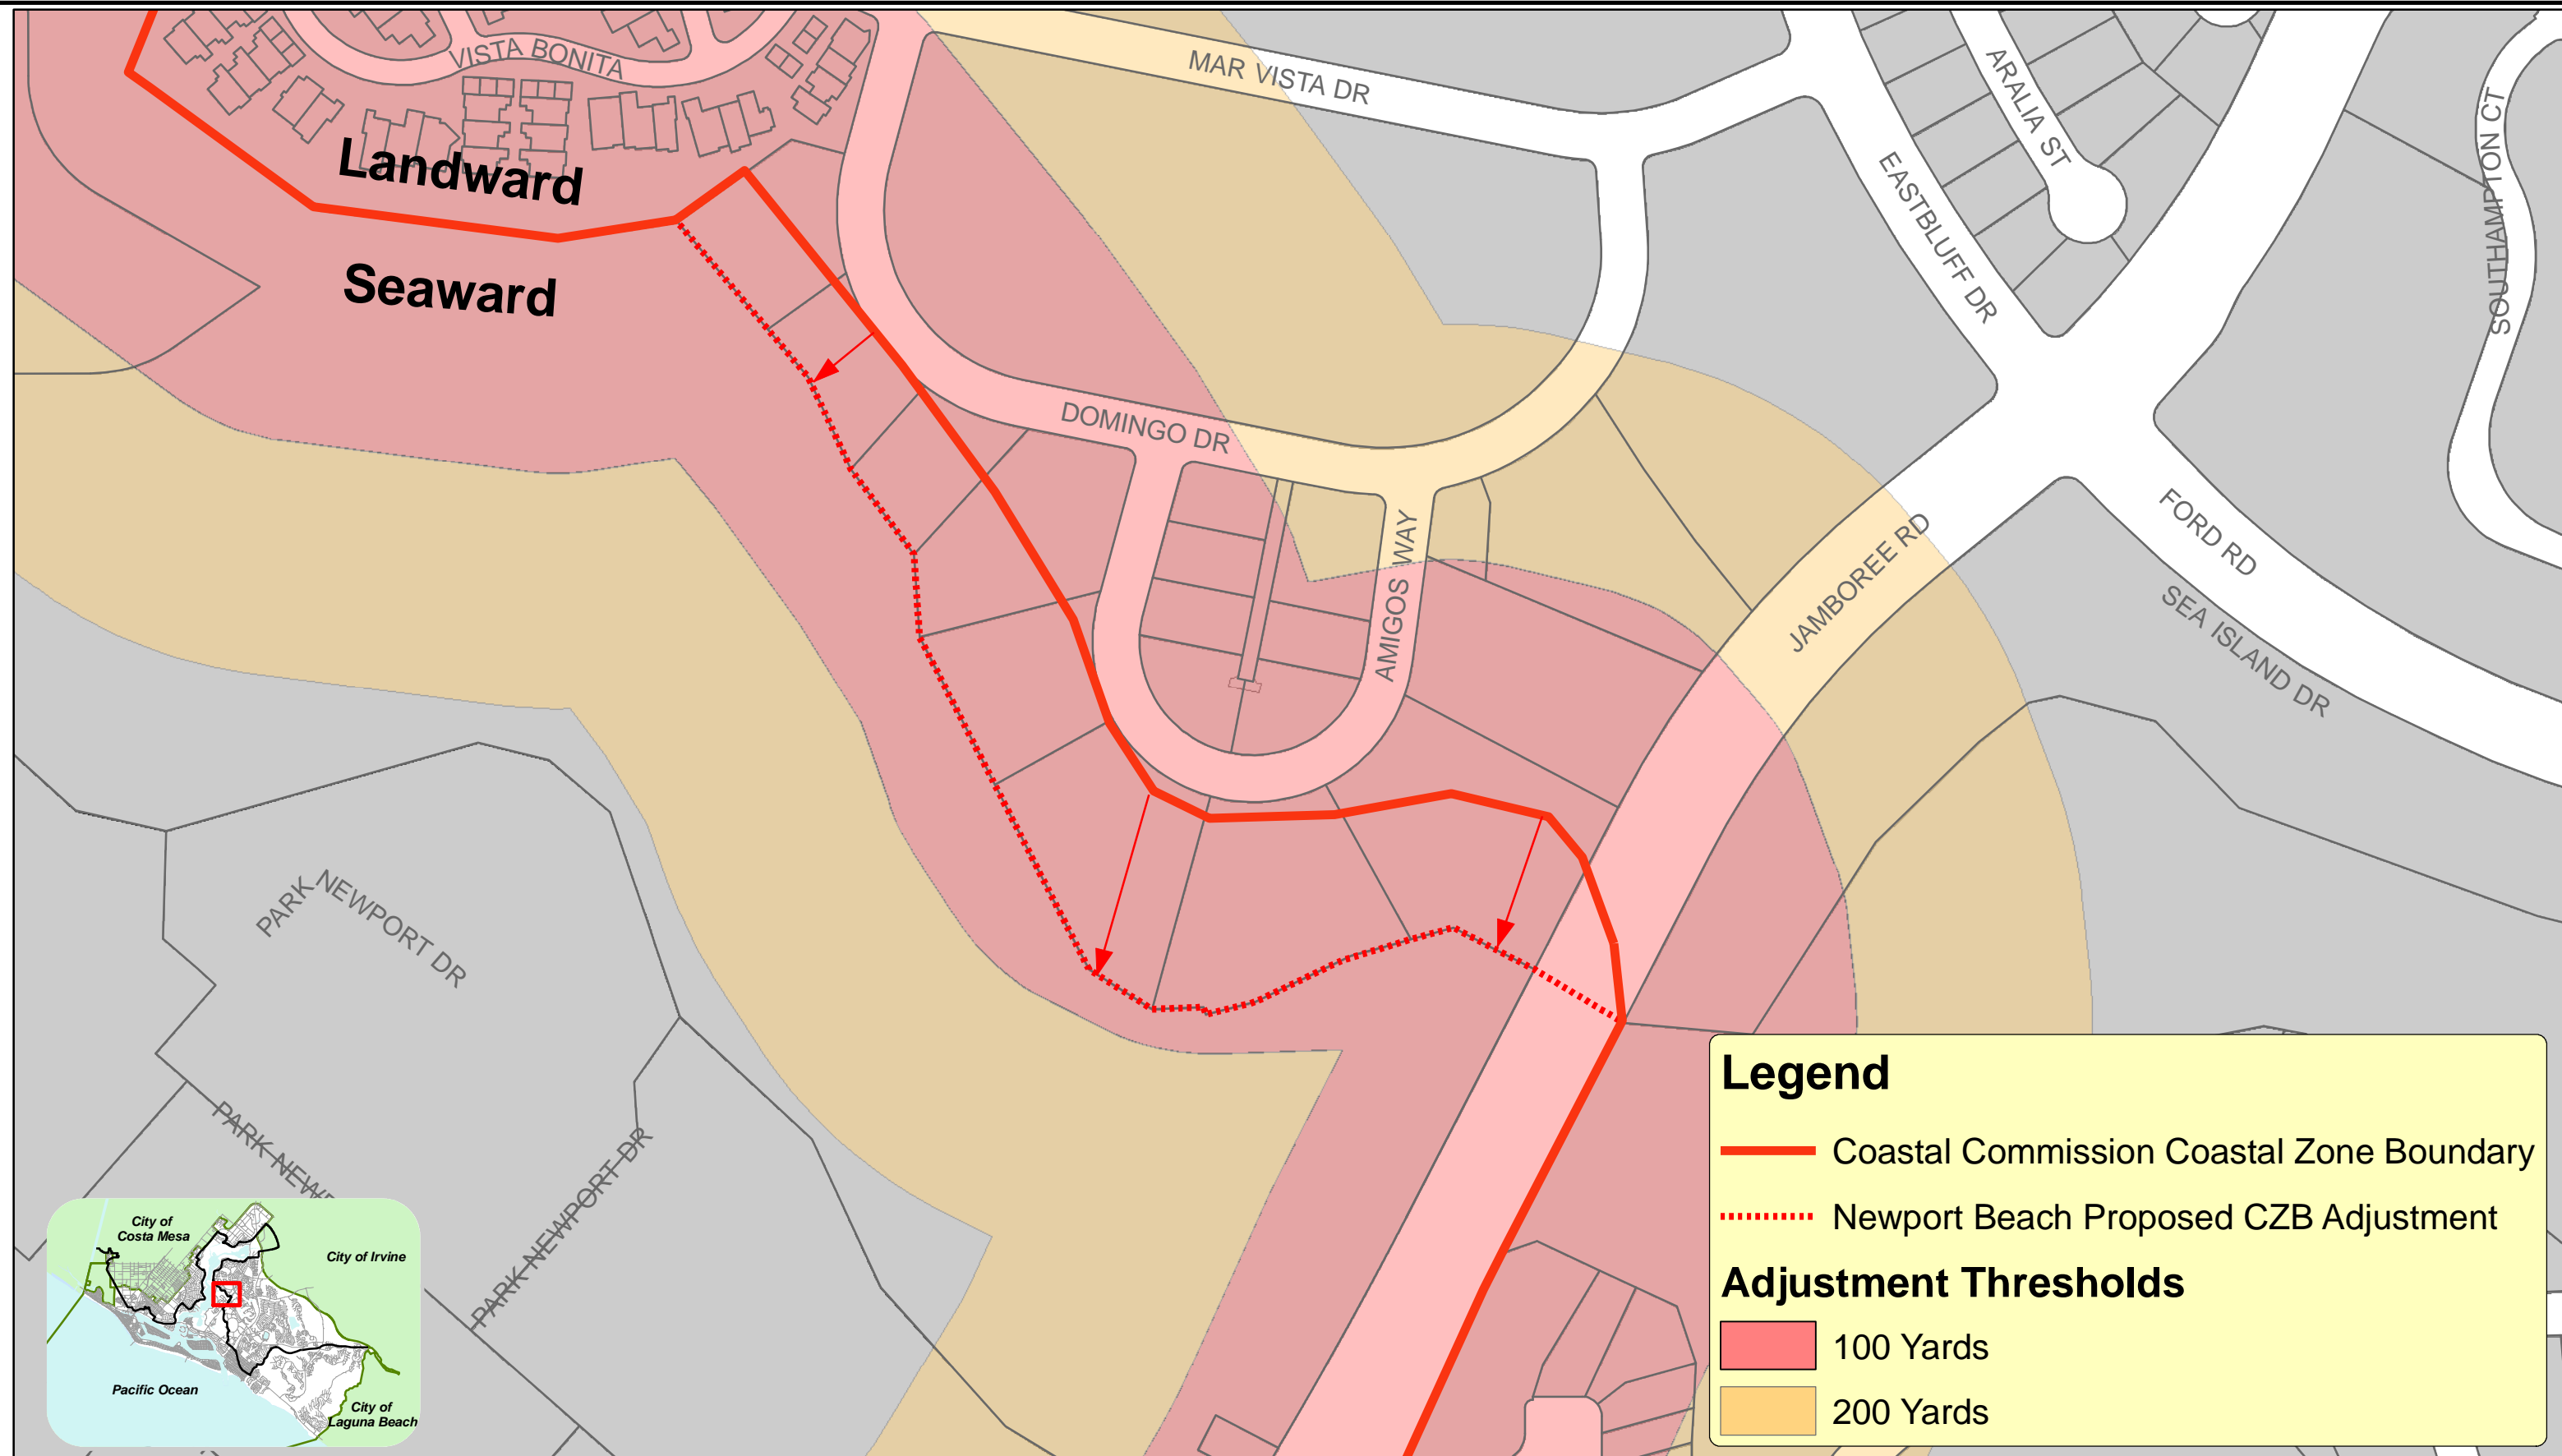 VISTA BONITA
MAR VISTA DR
ARALIA ST
SOUTHAMPTON CT
Landward
EASTBLUFF DR
Seaward
DOMINGO DR
AMIGOS WAY
JAMBOREE RD
FORD RD
SEA ISLAND DR
PARK NEWPORT DR
PARK NEWP
PARK NEWPORT DR
Legend
Coastal Commission Coastal Zone Boundary
Newport Beach Proposed CZB Adjustment
Adjustment Thresholds
100 Yards
200 Yards
City of
Costa Mesa
City of Irvine
Pacific Ocean
City of
Laguna Beach